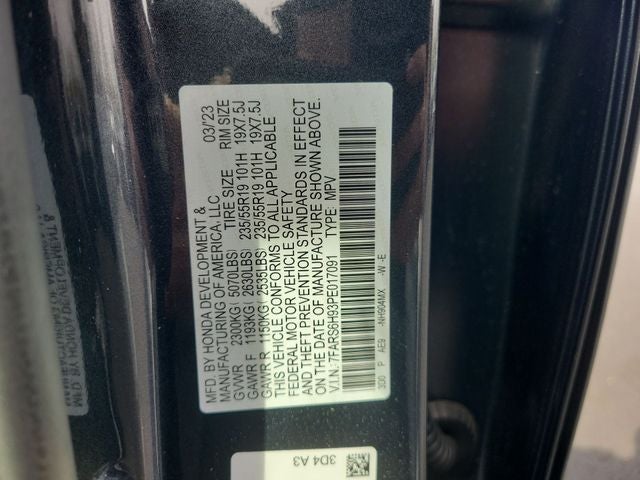 MFD. BY HONDA DEVELOPMENT & 03/'23
MANUFACTURING OF AMERICA, LLC
TIRE SIZE RIM SIZE
GVWR 2300KG( 5070LBS)
GAWR F 1193KG( 2630LBS) 235/55R19 101H 19X7.5J
GAWR R 1150KG( 2535LBS) 235/55R19 101H 19X7.5J
THIS VEHICLE CONFORMS TO ALL APPLICABLE
FEDERAL MOTOR VEHICLE SAFETY
AND THEFT PREVENTION STANDARDS IN EFFECT
ON THE DATE OF MANUFACTURE SHOWN ABOVE.
V.I.N.: 7FARS6H93PE017091 TYPE: MPV
3D0 P AE9 -NH904MX -W -E
3D4 A3